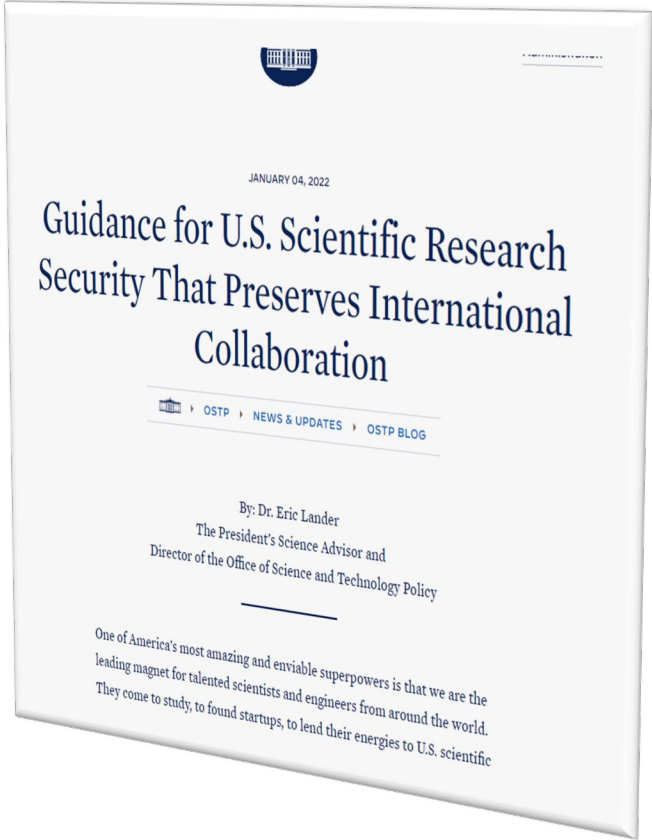 JANUARY 04, 2022
Guidance for U.S. Scientific Research
Security That Preserves International
Collaboration
OSTP NEWS & UPDATES OSTP BLOG
By: Dr. Eric Lander
The President's Science Advisor and
Director of the Office of Science and Technology Policy
One of America's most amazing and enviable superpowers is that we are the
leading magnet for talented scientists and engineers from around the world.
They come to study, to found startups, to lend their energies to U.S. scientific